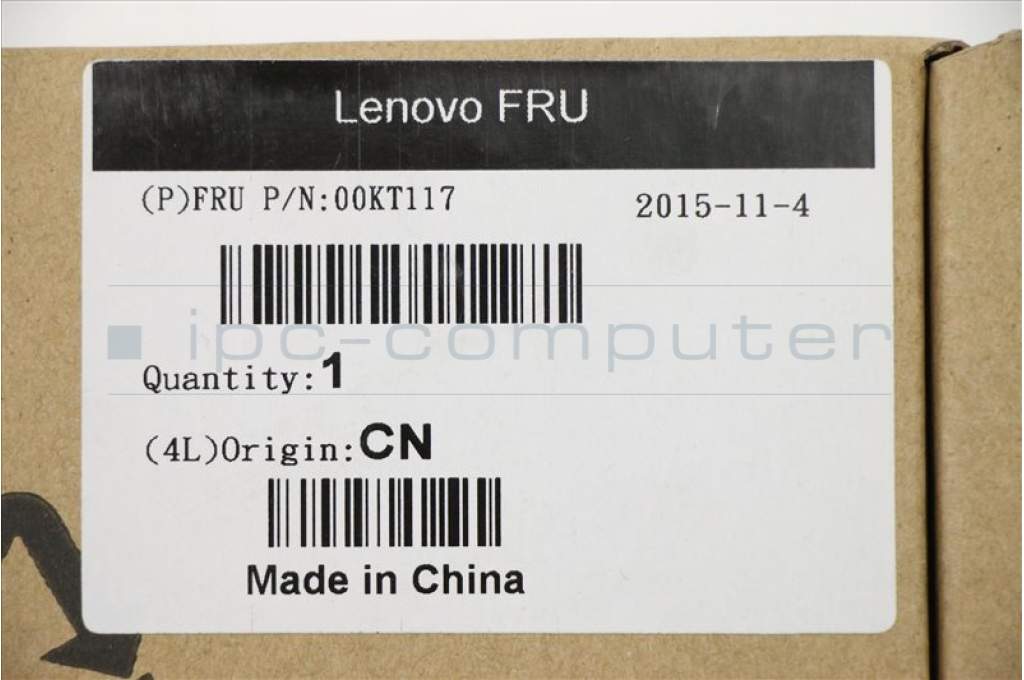 Lenovo FRU
(P)FRU P/N:00KT117
2015-11-4
ipc-computer
Quantity:1
(4L)Origin:CN
Made in China